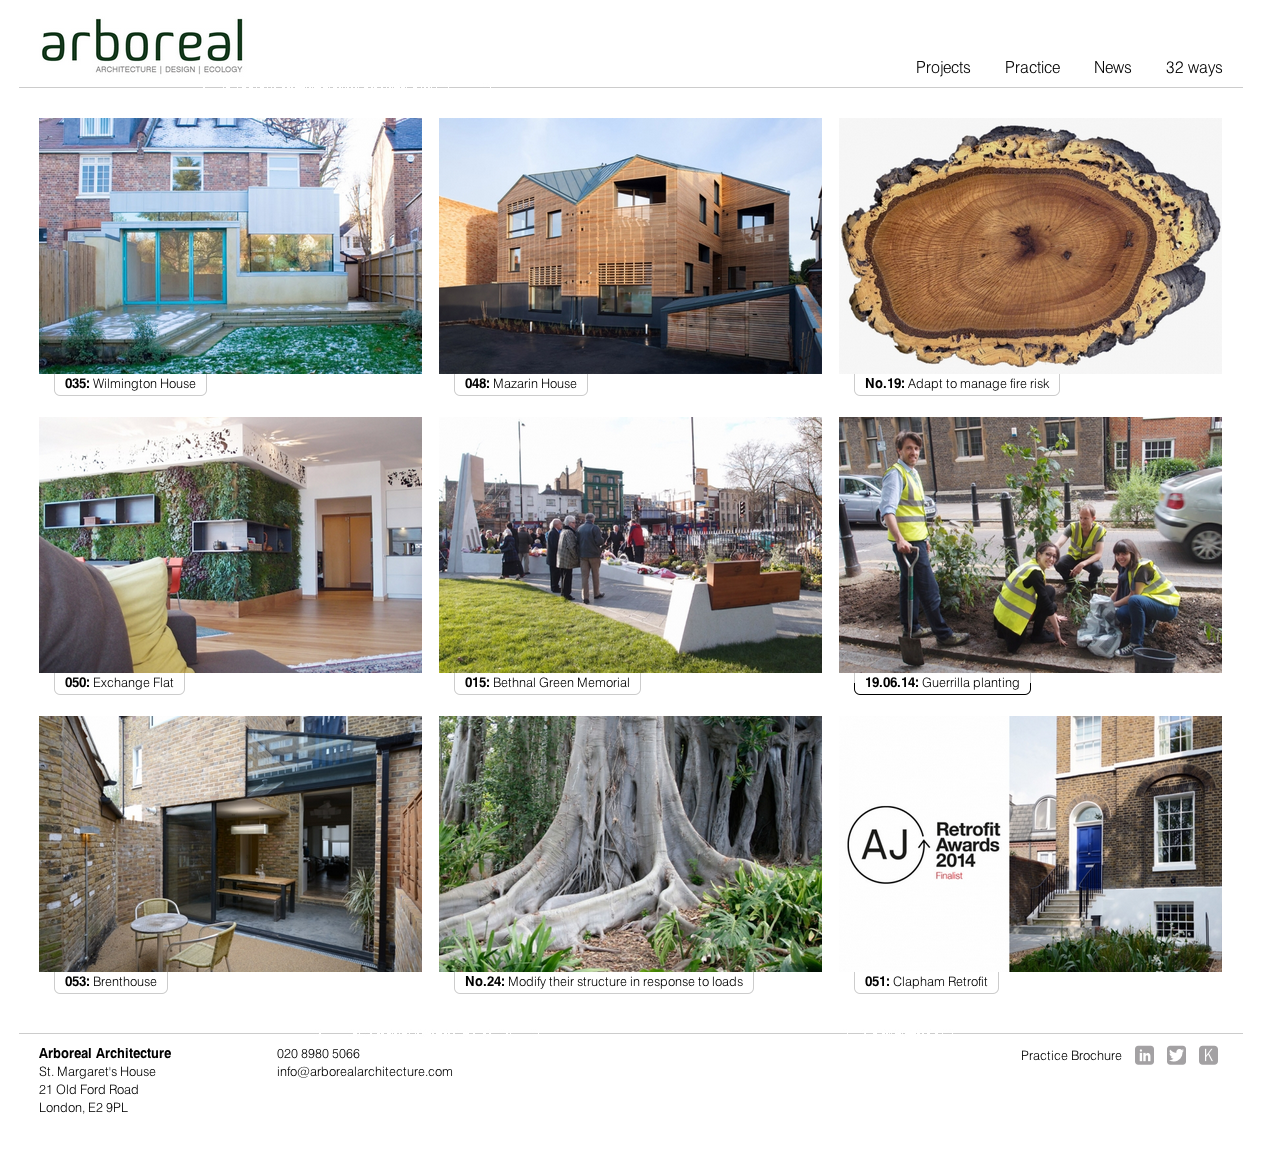 arboreal
ARCHITECTURE | DESIGN | ECOLOGY
Projects Practice News 32 ways
035: Wilmington House
048: Mazarin House
No.19: Adapt to manage fire risk
050: Exchange Flat
015: Bethnal Green Memorial
19.06.14: Guerrilla planting
AJ
Retrofit
Awards
2014
Finalist
053: Brenthouse
No.24: Modify their structure in response to loads
051: Clapham Retrofit
Arboreal Architecture
St. Margaret's House
21 Old Ford Road
London, E2 9PL
020 8980 5066
info@arborealarchitecture.com
Practice Brochure
in
K